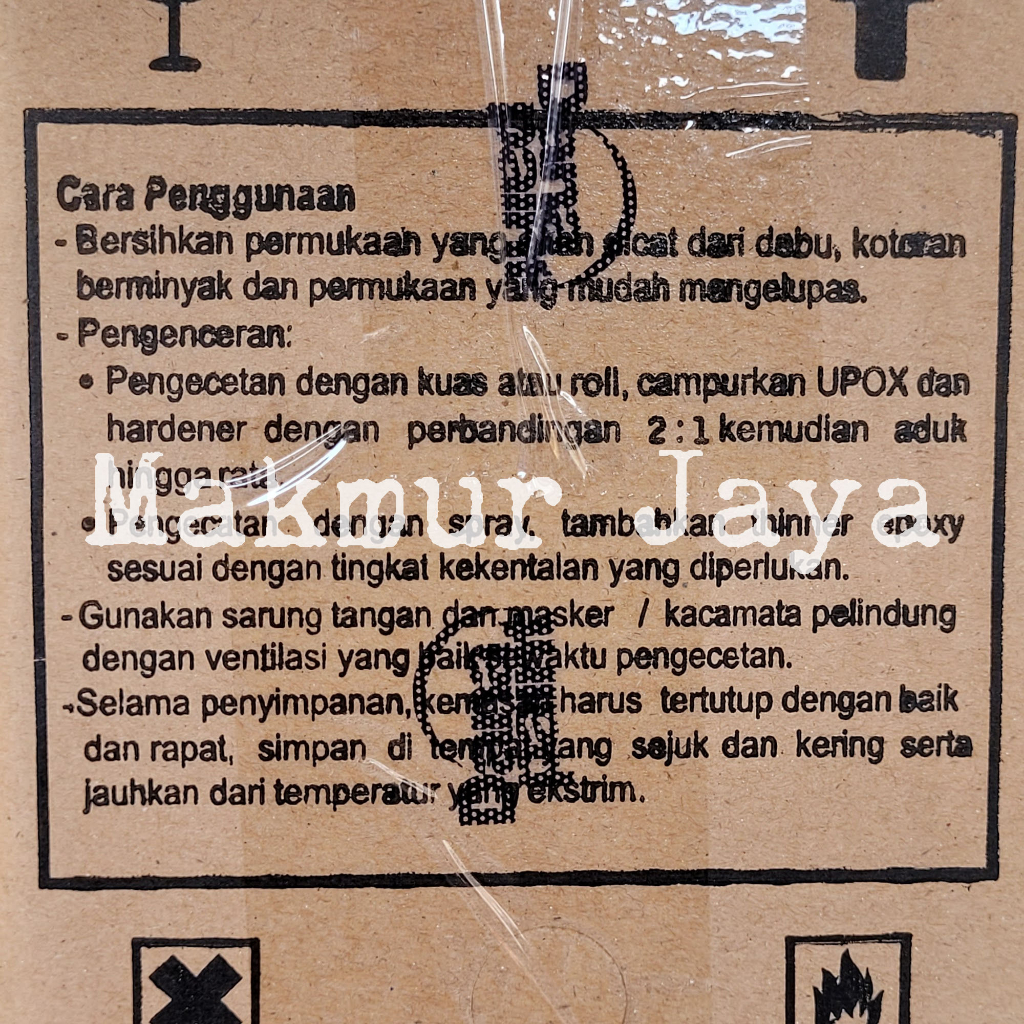 Cara Penggunaan
- Bersihkan permukaan yang akan dicat dari debu, kotoran
berminyak dan permukaan yang mudah mengelupas.
- Pengenceran:
• Pengecetan dengan kuas atau roll, campurkan UPOX dan
hardener dengan perbandingan 2 : 1 kemudian aduk
hingga rata.
Makmur Jaya
• Pengecatan dengan spray, tambahkan thinner epoxy
sesuai dengan tingkat kekentalan yang diperlukan.
- Gunakan sarung tangan dan masker / kacamata pelindung
dengan ventilasi yang baik sewaktu pengecetan.
- Selama penyimpanan, kemasan harus tertutup dengan baik
dan rapat, simpan di tempat yang sejuk dan kering serta
jauhkan dari temperatur yang ekstrim.